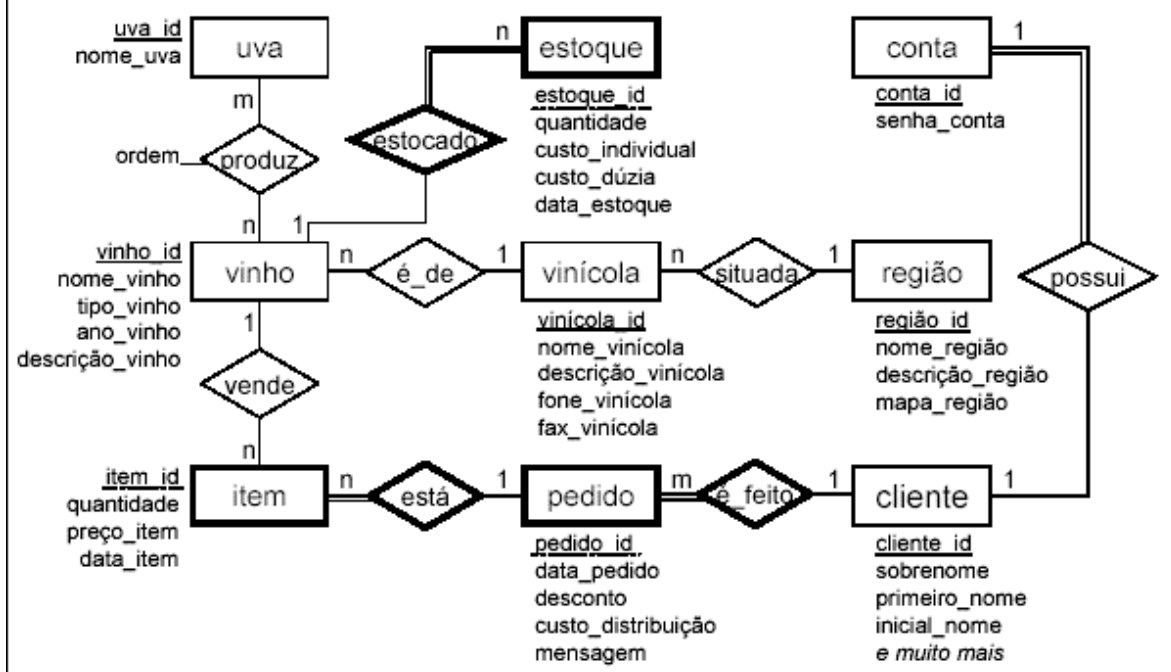 uva_id
nome_uva
uva
m
ordem
produz
n
n
estocado
1
estoque
estoque_id
quantidade
custo_individual
custo_dúzia
data_estoque
conta
1
conta_id
senha_conta
vinho_id
nome_vinho
tipo_vinho
ano_vinho
descrição_vinho
vinho
n
é_de
1
vinícola
vinícola_id
nome_vinícola
descrição_vinícola
fone_vinícola
fax_vinícola
n
situada
1
região
região_id
nome_região
descrição_região
mapa_região
possui
1
vende
n
item_id
quantidade
preço_item
data_item
item
n
está
1
pedido
pedido_id
data_pedido
desconto
custo_distribuição
mensagem
m
é_feito
1
cliente
1
cliente_id
sobrenome
primeiro_nome
inicial_nome
e muito mais